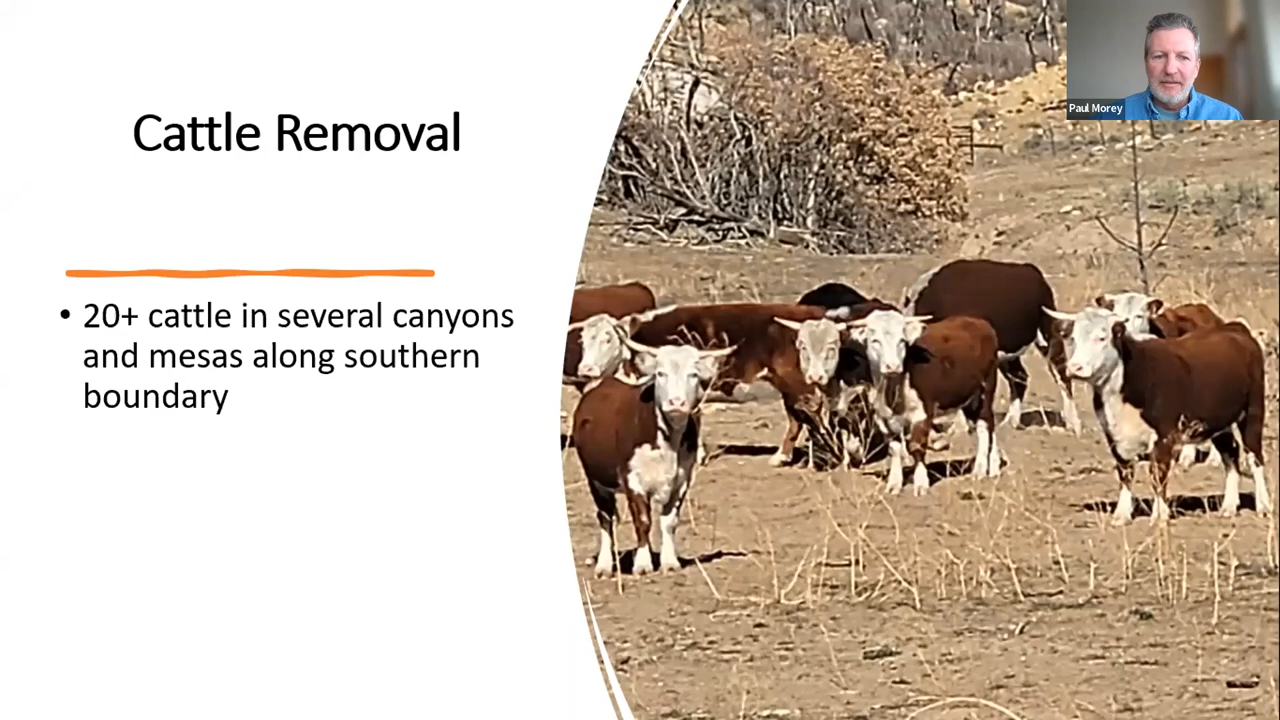 Paul Morey
Cattle Removal
• 20+ cattle in several canyons
and mesas along southern
boundary